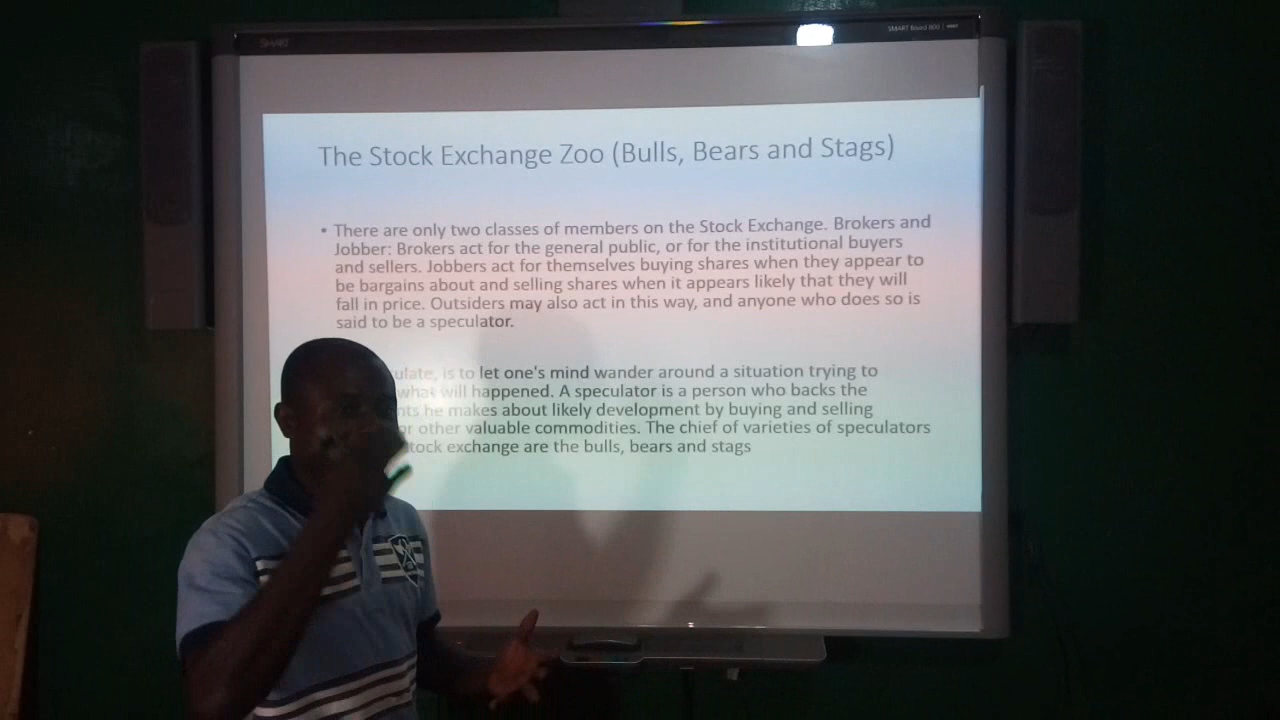 SMART
SMART Board 800
The Stock Exchange Zoo (Bulls, Bears and Stags)
• There are only two classes of members on the Stock Exchange. Brokers and
Jobber: Brokers act for the general public, or for the institutional buyers
and sellers. Jobbers act for themselves buying shares when they appear to
be bargains about and selling shares when it appears likely that they will
fall in price. Outsiders may also act in this way, and anyone who does so is
said to be a speculator.
ulate, is to let one's mind wander around a situation trying to
what will happened. A speculator is a person who backs the
nts he makes about likely development by buying and selling
or other valuable commodities. The chief of varieties of speculators
tock exchange are the bulls, bears and stags